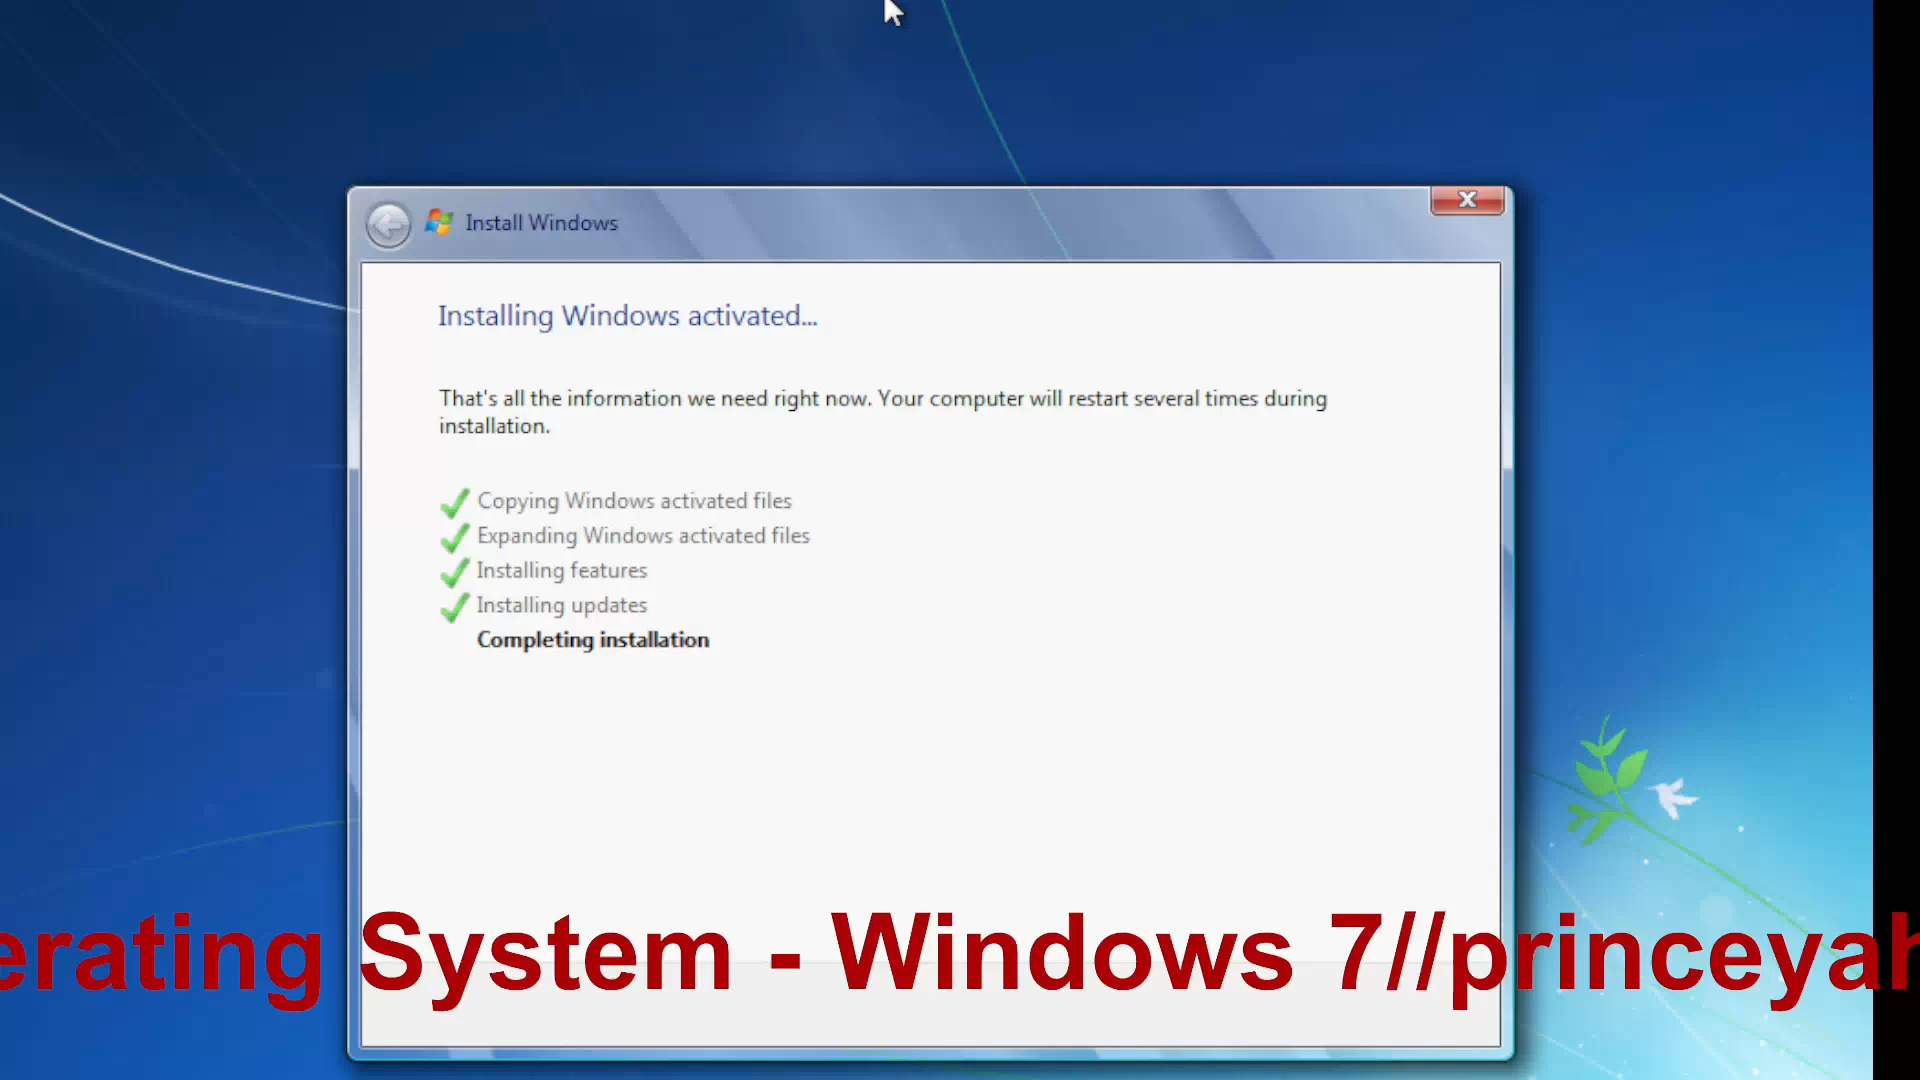 Install Windows
Installing Windows activated...
That's all the information we need right now. Your computer will restart several times during
installation.
Copying Windows activated files
Expanding Windows activated files
Installing features
Installing updates
Completing installation
erating System - Windows 7//princeyah